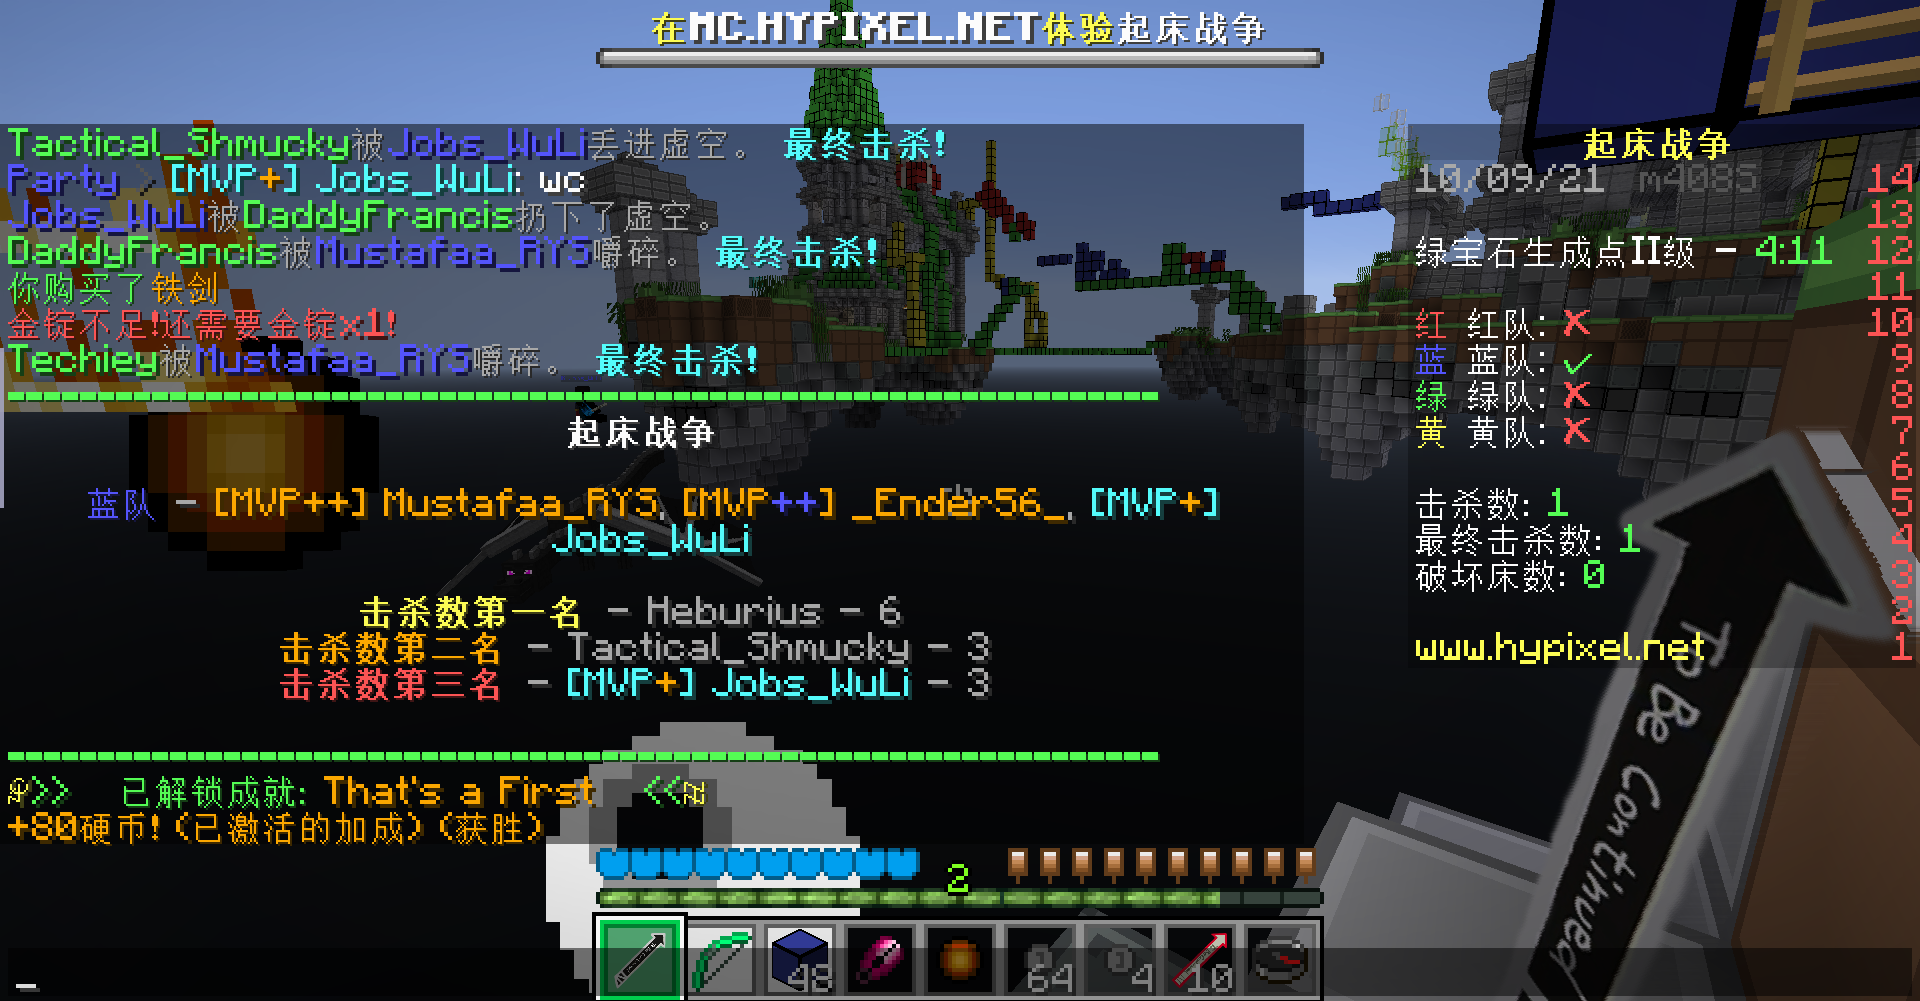 在MC.HYPIXEL.NET体验起床战争
Tactical_Shmucky被Jobs_WuLi丢进虚空。 最终击杀!
Party > [MVP+] Jobs_WuLi: wc
Jobs_WuLi被DaddyFrancis扔下了虚空。
DaddyFrancis被Mustafaa_RYS嚼碎。 最终击杀!
你购买了铁剑
金锭不足!还需要金锭x1!
Techiey被Mustafaa_RYS嚼碎。 最终击杀!
起床战争
蓝队 - [MVP++] Mustafaa_RYS, [MVP++] _Ender56_, [MVP+]
Jobs_WuLi
击杀数第一名 - Heburius - 6
击杀数第二名 - Tactical_Shmucky - 3
击杀数第三名 - [MVP+] Jobs_WuLi - 3
>> 已解锁成就: That's a First <<
+80硬币! (已激活的加成) (获胜)
起床战争
10/09/21 m408S 14
13
绿宝石生成点II级 - 4:11 12
11
红 红队: ✗ 10
蓝 蓝队: ✓ 9
绿 绿队: ✗ 8
黄 黄队: ✗ 7
6
击杀数: 1 5
最终击杀数: 1 4
破坏床数: 0 3
2
www.hypixel.net 1
To Be Continued
2
48
64
4
10